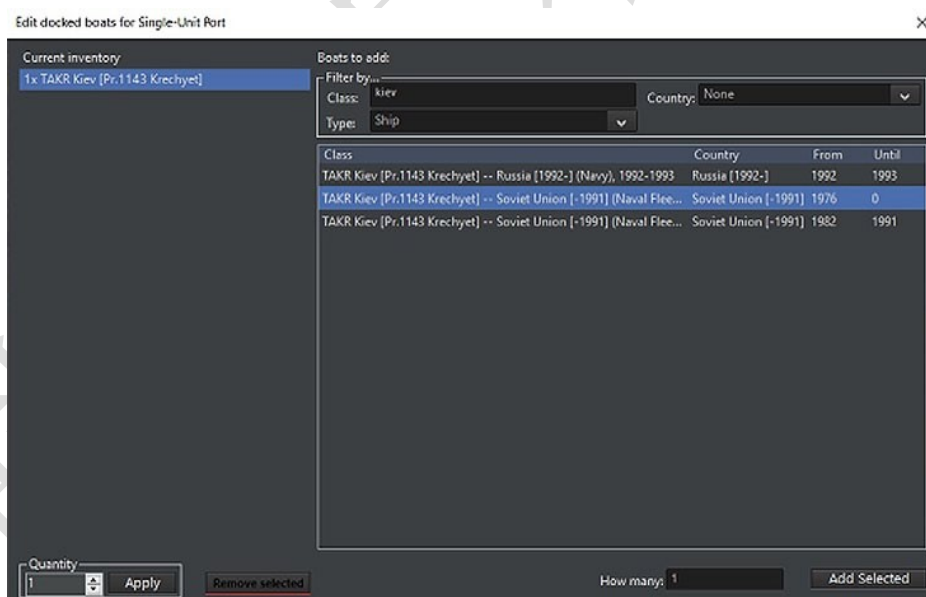 Edit docked boats for Single-Unit Port
Current inventory
1x TAKR Kiev [Pr.1143 Krechyet]
Boats to add:
Filter by...
Class: kiev Country: None
Type: Ship
Class Country From Until
TAKR Kiev [Pr.1143 Krechyet] -- Russia [1992-] (Navy), 1992-1993 Russia [1992-] 1992 1993
TAKR Kiev [Pr.1143 Krechyet] -- Soviet Union [-1991] (Naval Flee... Soviet Union [-1991] 1976 0
TAKR Kiev [Pr.1143 Krechyet] -- Soviet Union [-1991] (Naval Flee... Soviet Union [-1991] 1982 1991
Quantity
1 Apply Remove selected How many: 1 Add Selected